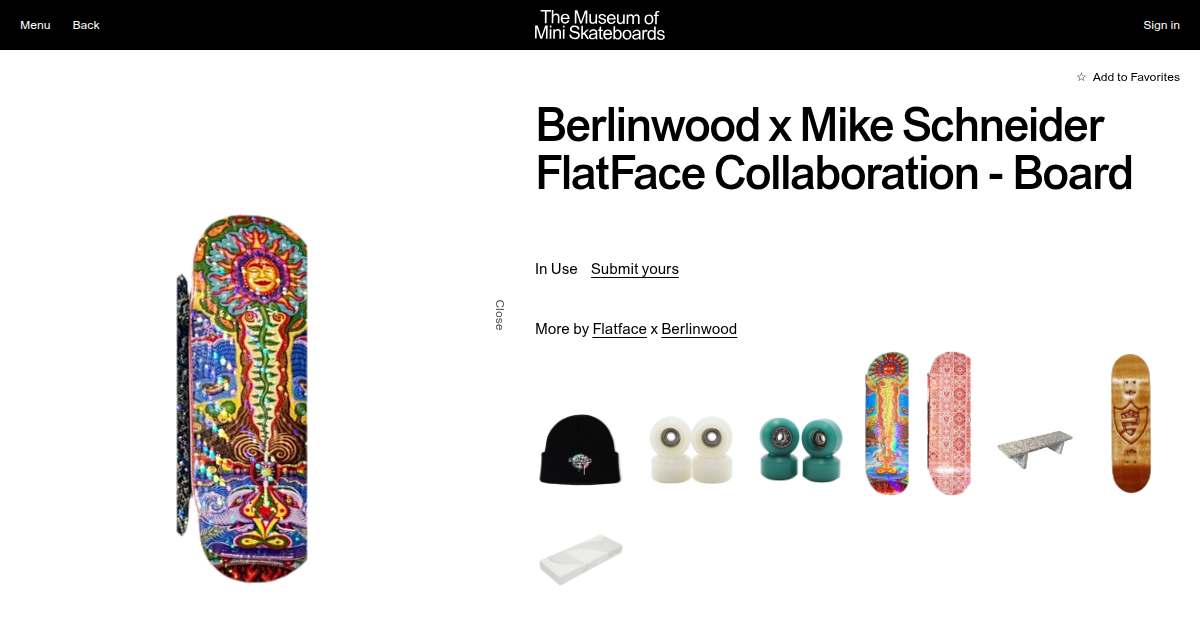 Menu
Back
The Museum of
Mini Skateboards
Sign in
☆ Add to Favorites
Berlinwood x Mike Schneider
FlatFace Collaboration - Board
In Use Submit yours
Close
More by Flatface x Berlinwood